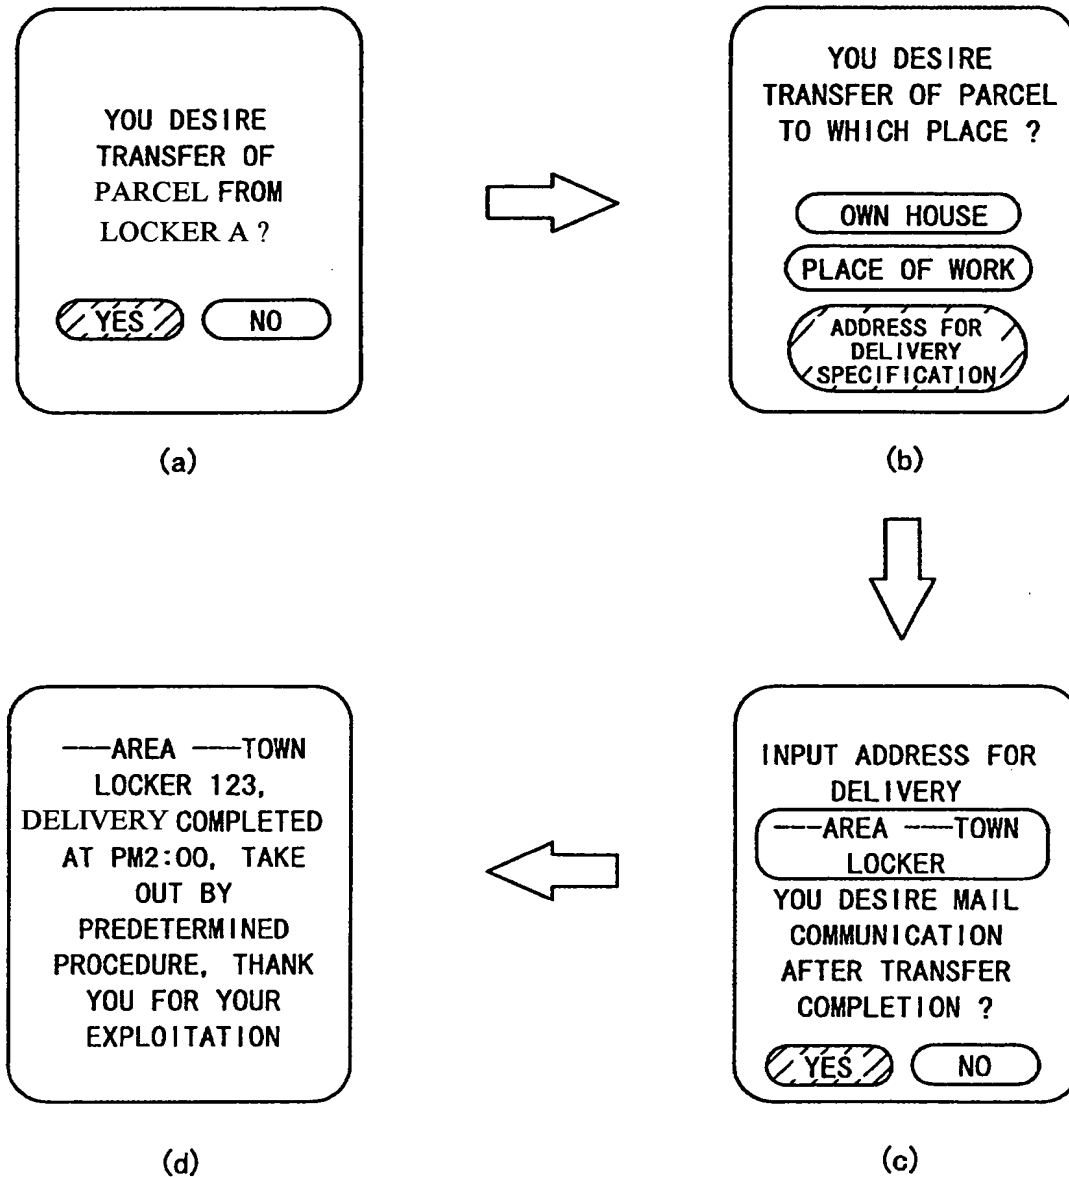 YOU DESIRE
TRANSFER OF
PARCEL FROM
LOCKER A ?
YES
NO
(a)
YOU DESIRE
TRANSFER OF PARCEL
TO WHICH PLACE ?
OWN HOUSE
PLACE OF WORK
ADDRESS FOR
DELIVERY
SPECIFICATION
(b)
INPUT ADDRESS FOR
DELIVERY
——AREA ——TOWN
LOCKER
YOU DESIRE MAIL
COMMUNICATION
AFTER TRANSFER
COMPLETION ?
YES
NO
(c)
——AREA ——TOWN
LOCKER 123,
DELIVERY COMPLETED
AT PM2:00, TAKE
OUT BY
PREDETERMINED
PROCEDURE, THANK
YOU FOR YOUR
EXPLOITATION
(d)